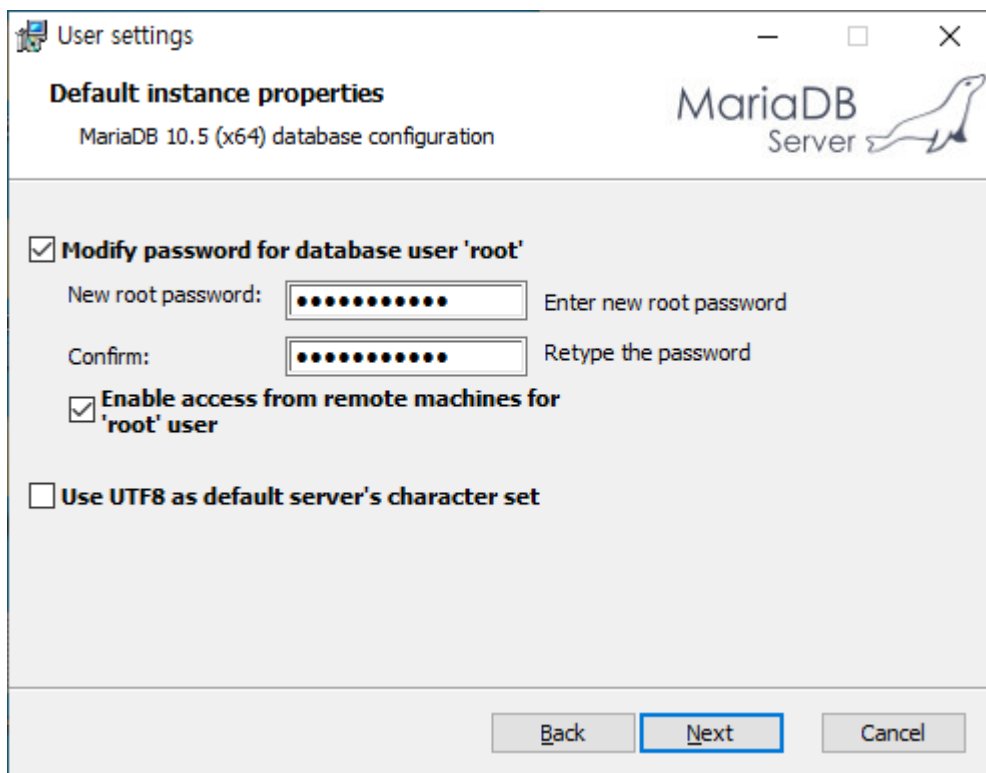 User settings
Default instance properties
MariaDB 10.5 (x64) database configuration
MariaDB
Server
Modify password for database user 'root'
New root password: ●●●●●●●●●●● Enter new root password
Confirm: ●●●●●●●●●●● Retype the password
Enable access from remote machines for
'root' user
Use UTF8 as default server's character set
Back Next Cancel